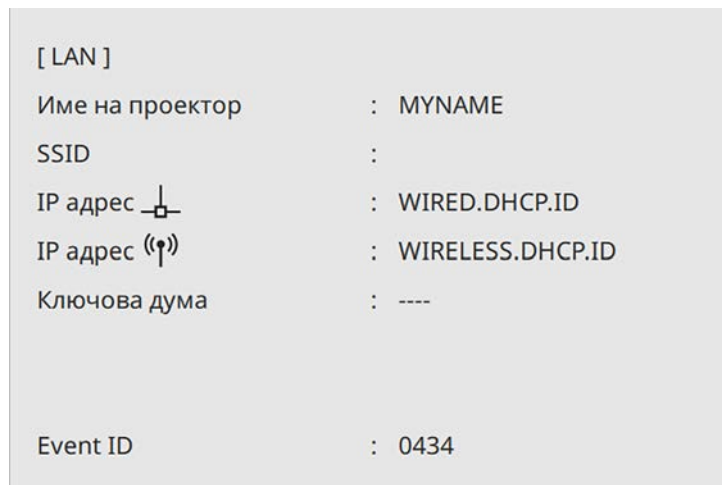 [ LAN ]
Име на проектор : MYNAME
SSID :
IP адрес : WIRED.DHCP.ID
IP адрес : WIRELESS.DHCP.ID
Ключова дума : ----
Event ID : 0434